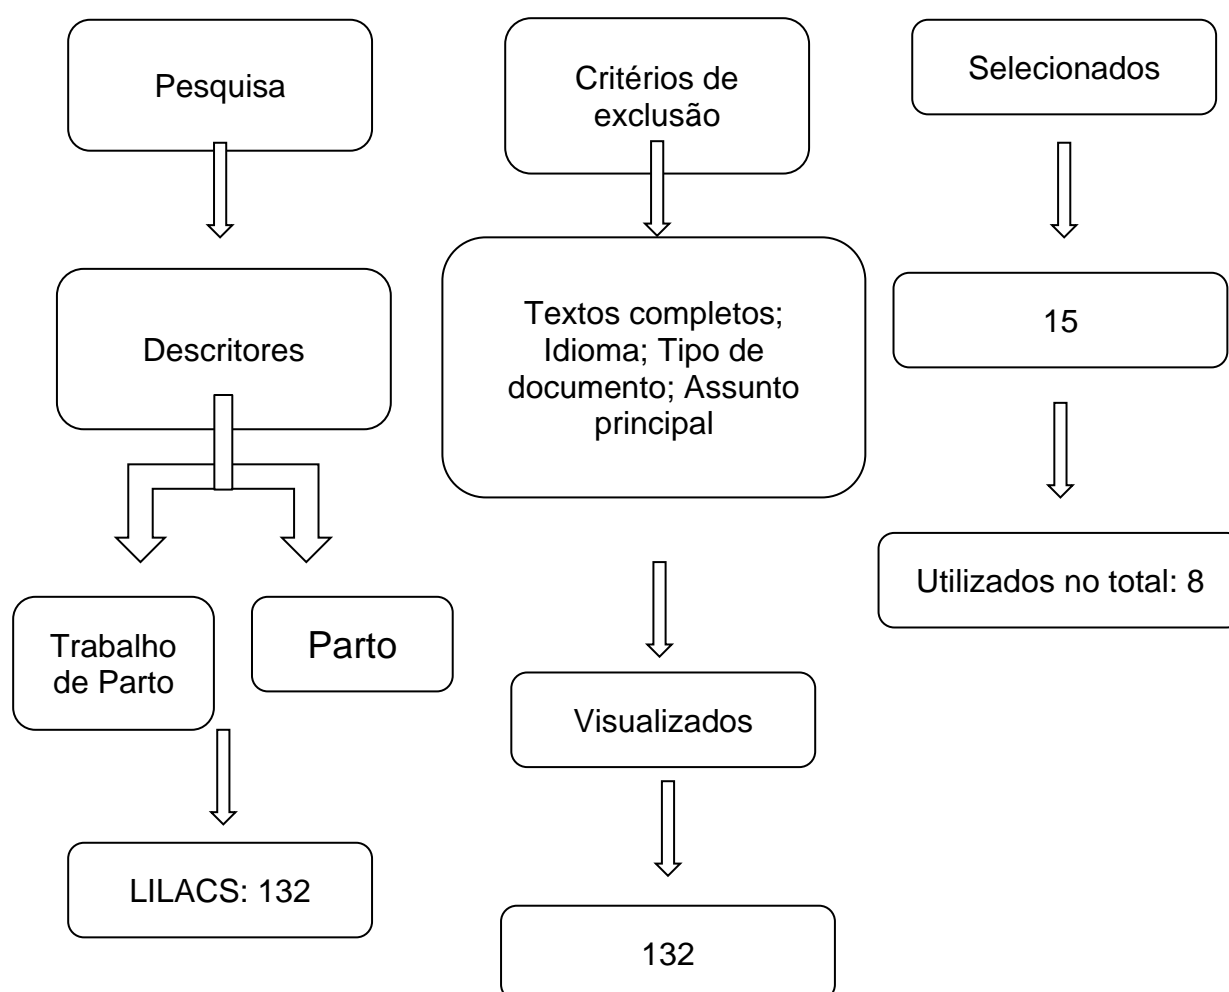 Pesquisa
Descritores
Trabalho
de Parto
Parto
LILACS: 132
Critérios de
exclusão
Textos completos;
Idioma; Tipo de
documento; Assunto
principal
Visualizados
132
Selecionados
15
Utilizados no total: 8